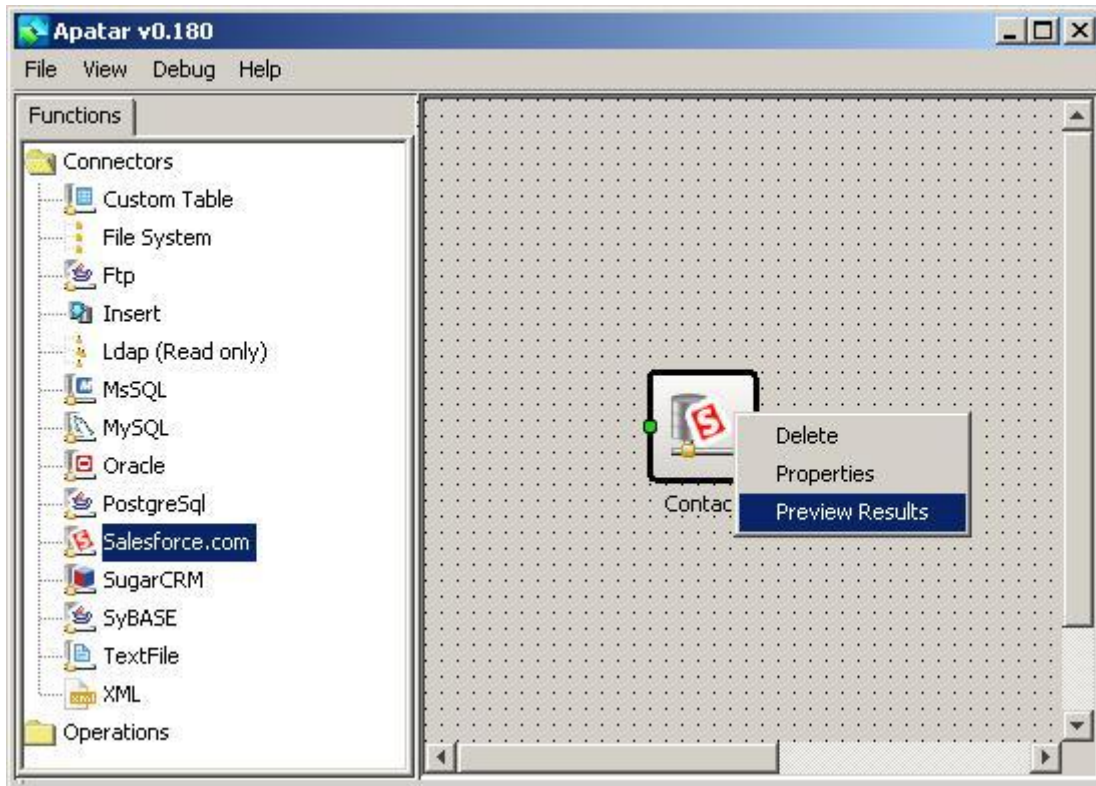 Apatar v0.180
File View Debug Help
Functions
Connectors
Custom Table
File System
Ftp
Insert
Ldap (Read only)
MsSQL
MySQL
Oracle
PostgreSql
Salesforce.com
SugarCRM
SyBASE
TextFile
XML
Operations
Contac
Delete
Properties
Preview Results